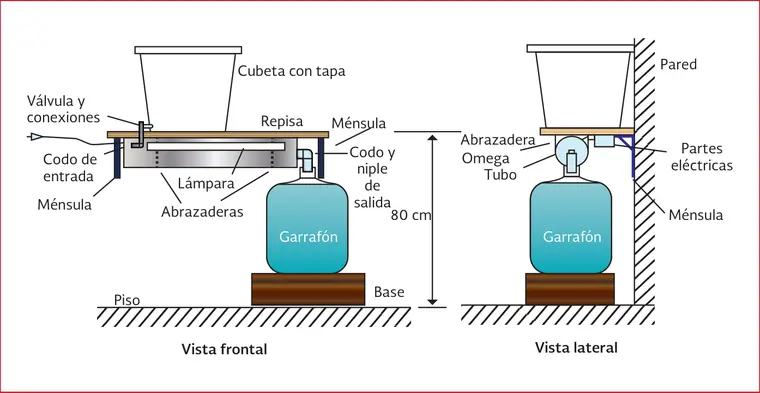 Cubeta con tapa
Válvula y
conexiones
Repisa
Ménsula
Codo de
entrada
Lámpara
Codo y
niple
de
salida
Ménsula
Abrazaderas
80 cm
Garrafón
Base
Piso
Vista frontal
Pared
Abrazadera
Omega
Tubo
Partes
eléctricas
Ménsula
Garrafón
Vista lateral